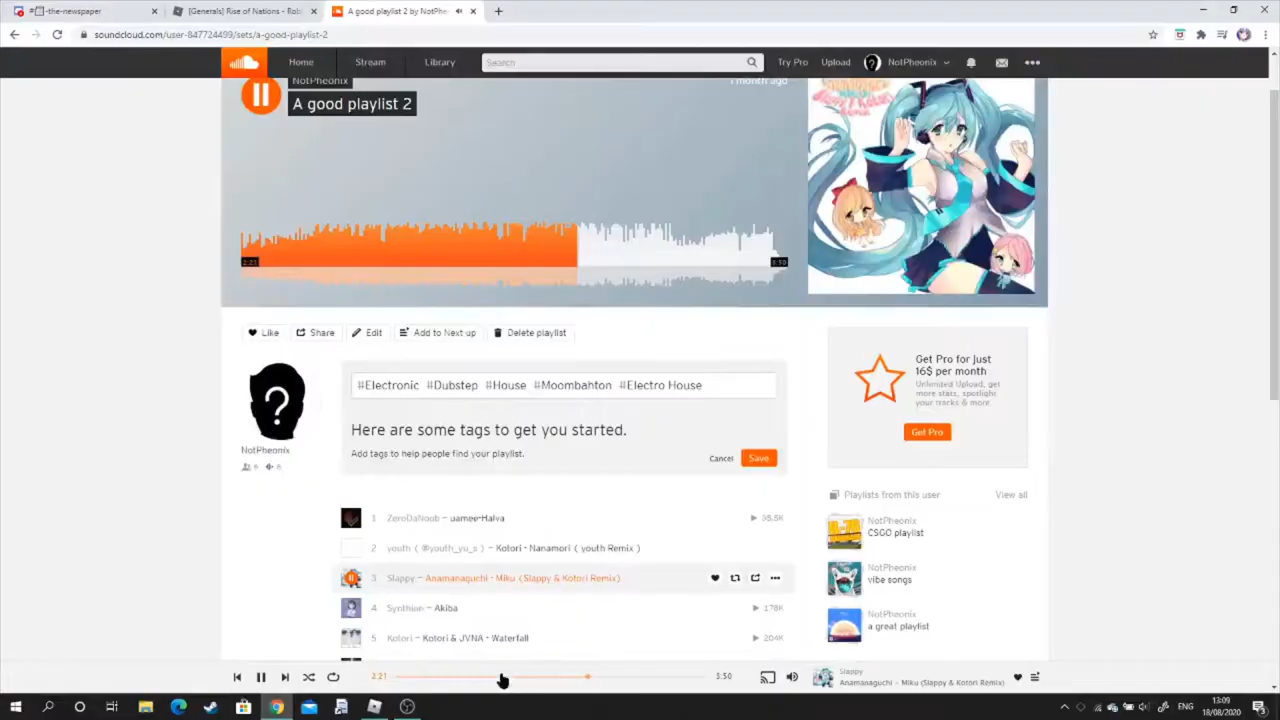 #📰-the-newspaper
[Generals] Rise of Nations - Rob
A good playlist 2 by NotPhe
soundcloud.com/user-847724499/sets/a-good-playlist-2
Home
Stream
Library
Search
Try Pro
Upload
NotPheonix
NotPheonix
1 month ago
A good playlist 2
2:21
3:50
Like
Share
Edit
Add to Next up
Delete playlist
#Electronic #Dubstep #House #Moombahton #Electro House
Here are some tags to get you started.
Add tags to help people find your playlist.
Cancel
Save
NotPheonix
6
6
Get Pro for just
16$ per month
Unlimited Upload, get
more stats, spotlight
your tracks & more
Get Pro
Playlists from this user
View all
NotPheonix
CSGO playlist
NotPheonix
vibe songs
NotPheonix
a great playlist
1 ZeroDaNoob – uamee-Halva
35.5K
2 youth ( @youth_yu_s ) – Kotori - Nanamori ( youth Remix )
3 Slappy – Anamanaguchi - Miku (Slappy & Kotori Remix)
4 Synthion – Akiba
178K
5 Kotori – Kotori & JVNA - Waterfall
204K
2:21
3:50
Slappy
Anamanaguchi - Miku (Slappy & Kotori Remix)
ENG
13:09
18/08/2020